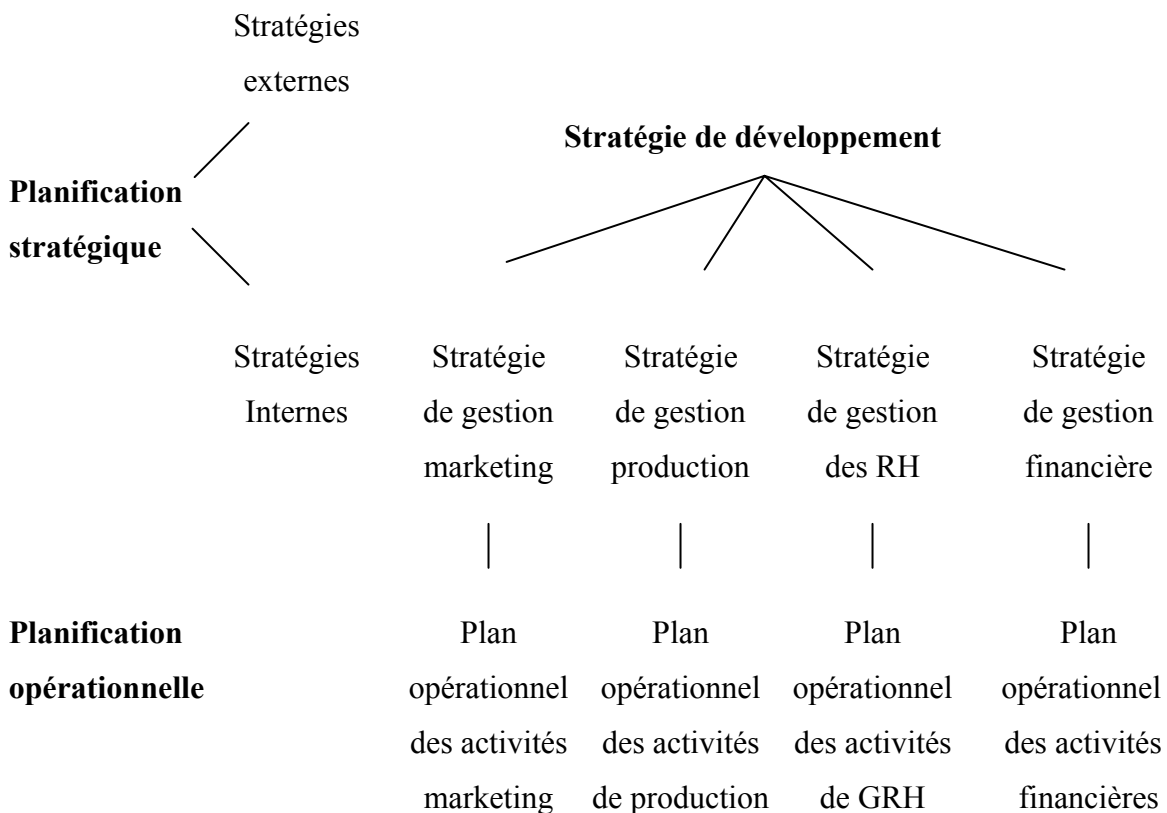 Stratégies
externes
Stratégie de développement
Planification
stratégique
Stratégies
Internes
Stratégie
de gestion
marketing
Stratégie
de gestion
production
Stratégie
de gestion
des RH
Stratégie
de gestion
financière
Planification
opérationnelle
Plan
opérationnel
des activités
marketing
Plan
opérationnel
des activités
de production
Plan
opérationnel
des activités
de GRH
Plan
opérationnel
des activités
financières